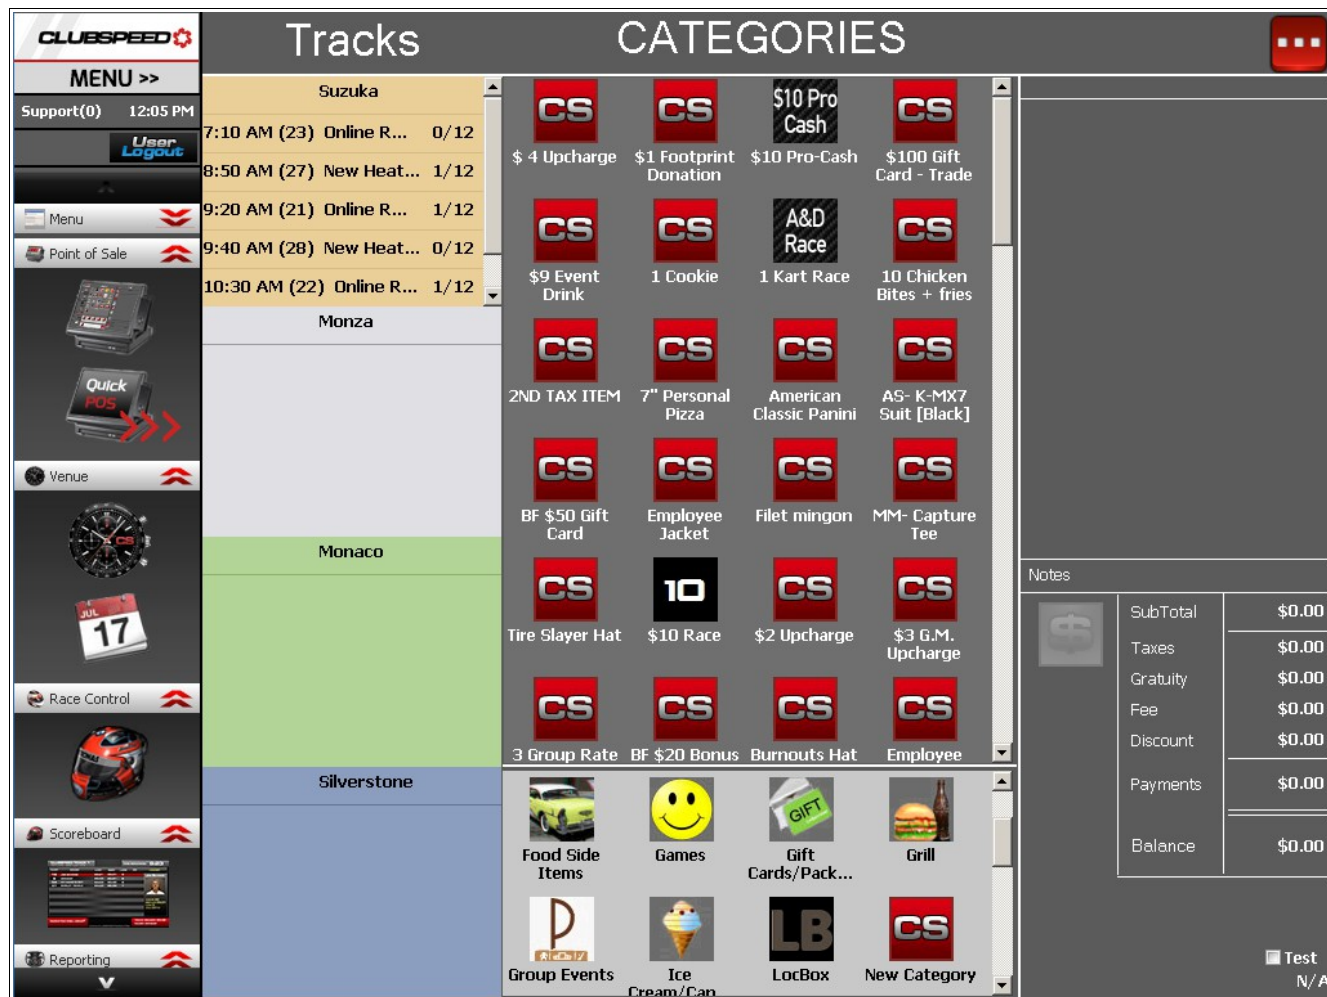 CLUBSPEED
Tracks
CATEGORIES
MENU >>
Support(0) 12:05 PM
User
Logout
Menu
Point of Sale
Quick
POS
Venue
CS
JUL
17
Race Control
Scoreboard
Reporting
Suzuka
7:10 AM (23) Online R... 0/12
8:50 AM (27) New Heat... 1/12
9:20 AM (21) Online R... 1/12
9:40 AM (28) New Heat... 0/12
10:30 AM (22) Online R... 1/12
Monza
Monaco
Silverstone
CS CS $10 Pro CS
Cash
$ 4 Upcharge $1 Footprint $10 Pro-Cash $100 Gift
Donation Card - Trade
CS CS A&D CS
Race
$9 Event 1 Cookie 1 Kart Race 10 Chicken
Drink Bites + fries
CS CS CS CS
2ND TAX ITEM 7" Personal American AS- K-MX7
Pizza Classic Panini Suit [Black]
CS CS CS CS
BF $50 Gift Employee Filet mingon MM- Capture
Card Jacket Tee
CS 10 CS CS
Tire Slayer Hat $10 Race $2 Upcharge $3 G.M.
Upcharge
CS CS CS CS
3 Group Rate BF $20 Bonus Burnouts Hat Employee
GIFT
Food Side Games Gift Grill
Items Cards/Pack...
P LB CS
Group Events Ice LocBox New Category
Cream/Can
Notes
$
SubTotal $0.00
Taxes $0.00
Gratuity $0.00
Fee $0.00
Discount $0.00
Payments $0.00
Balance $0.00
Test
N/A